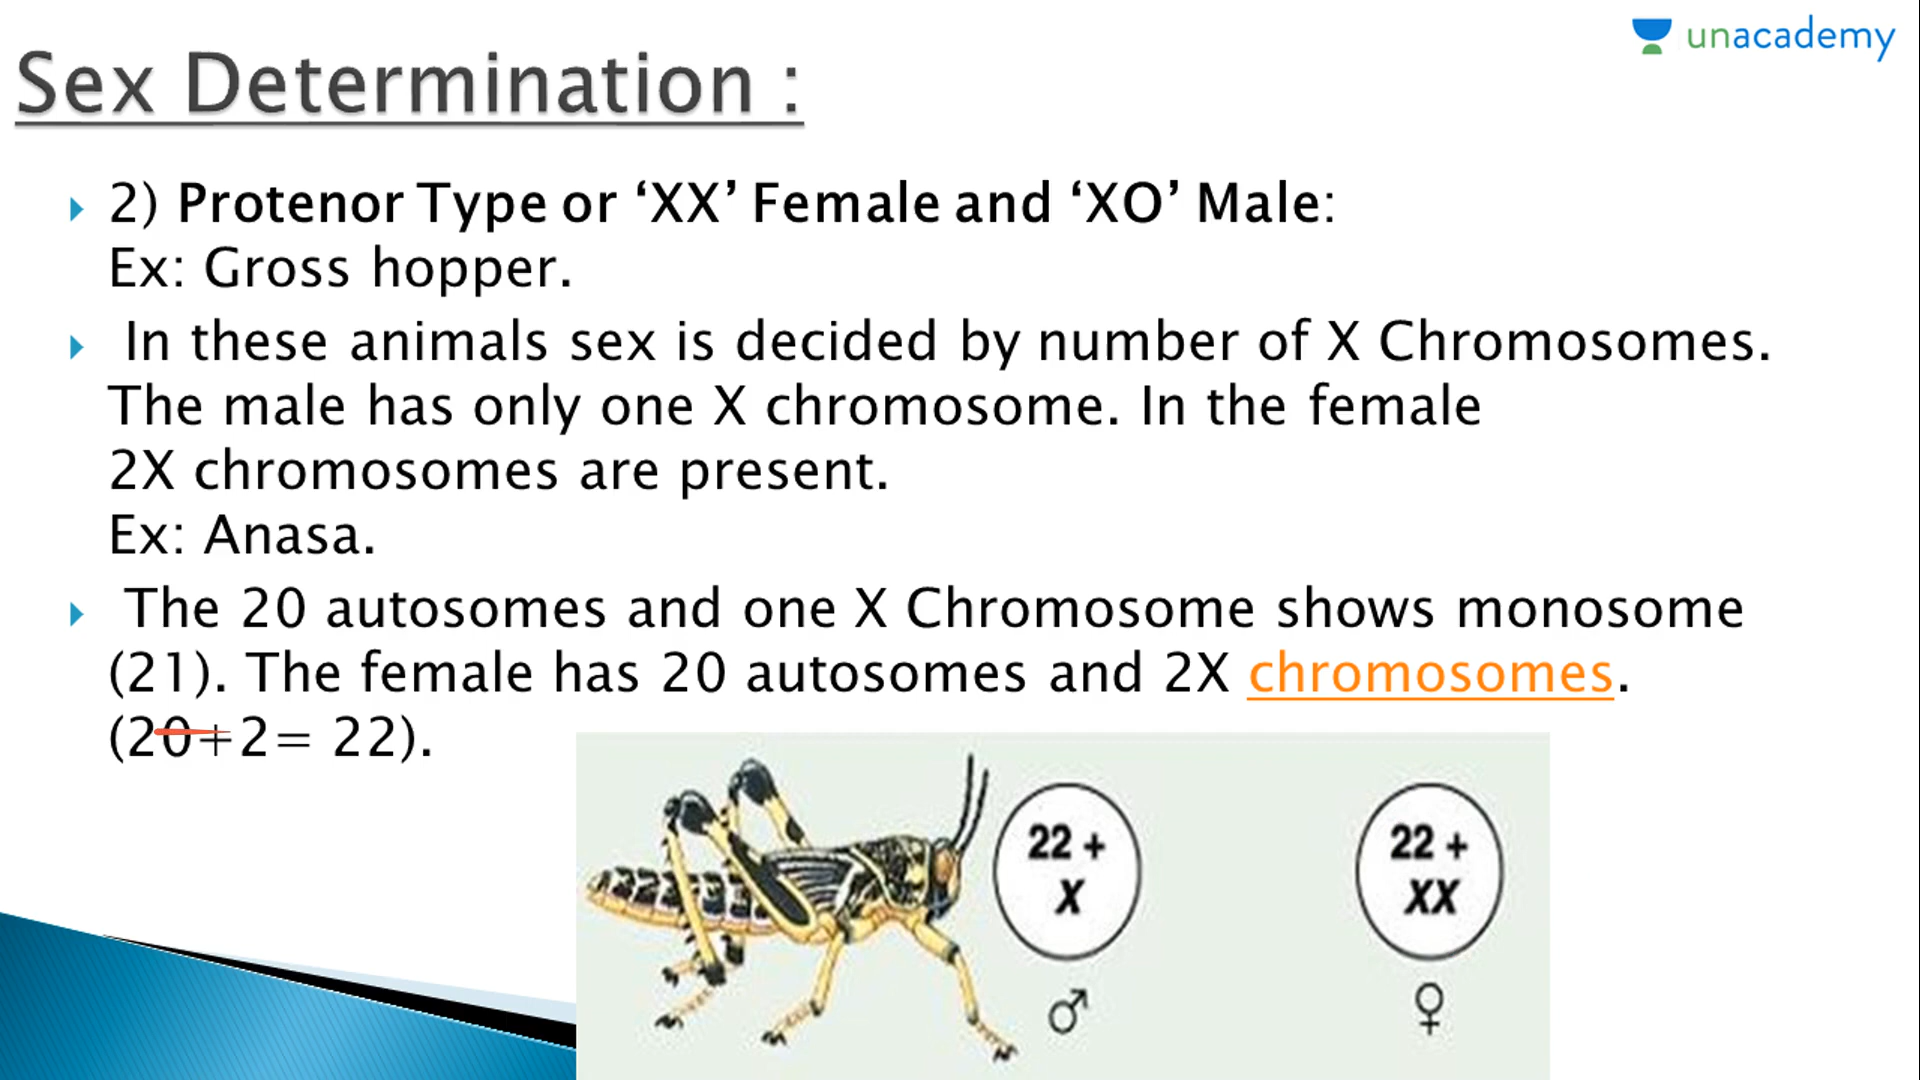 unacademy
Sex Determination :
2) Protenor Type or ‘XX’ Female and ‘XO’ Male:
Ex: Gross hopper.
In these animals sex is decided by number of X Chromosomes.
The male has only one X chromosome. In the female
2X chromosomes are present.
Ex: Anasa.
The 20 autosomes and one X Chromosome shows monosome
(21). The female has 20 autosomes and 2X chromosomes.
(20+2= 22).
22 +
X
22 +
XX
♂
♀